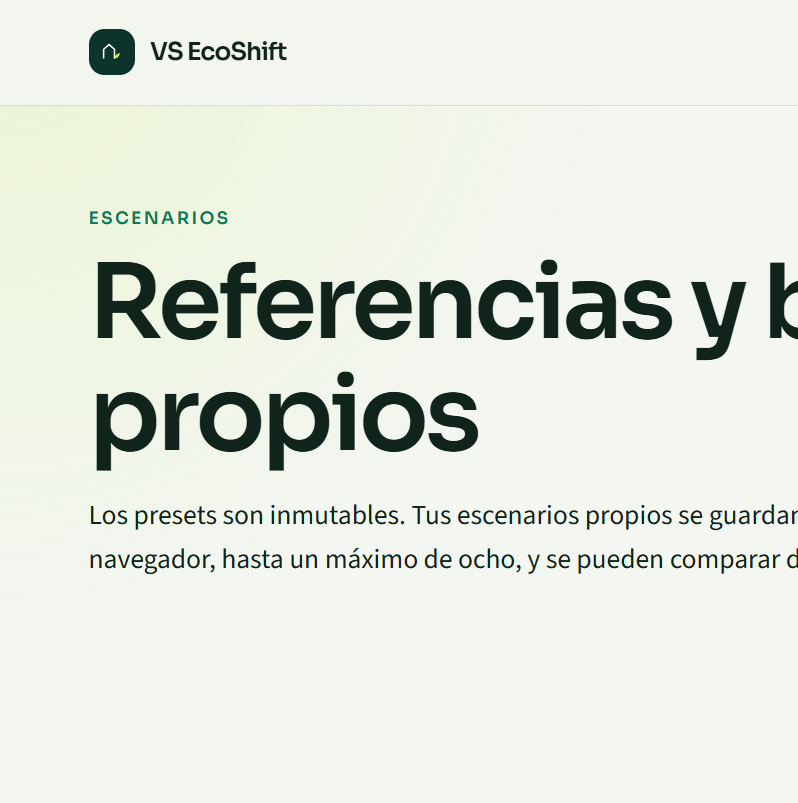 VS EcoShift
ESCENARIOS
Referencias y
propios
Los presets son inmutables. Tus escenarios propios se guardan
navegador, hasta un máximo de ocho, y se pueden comparar